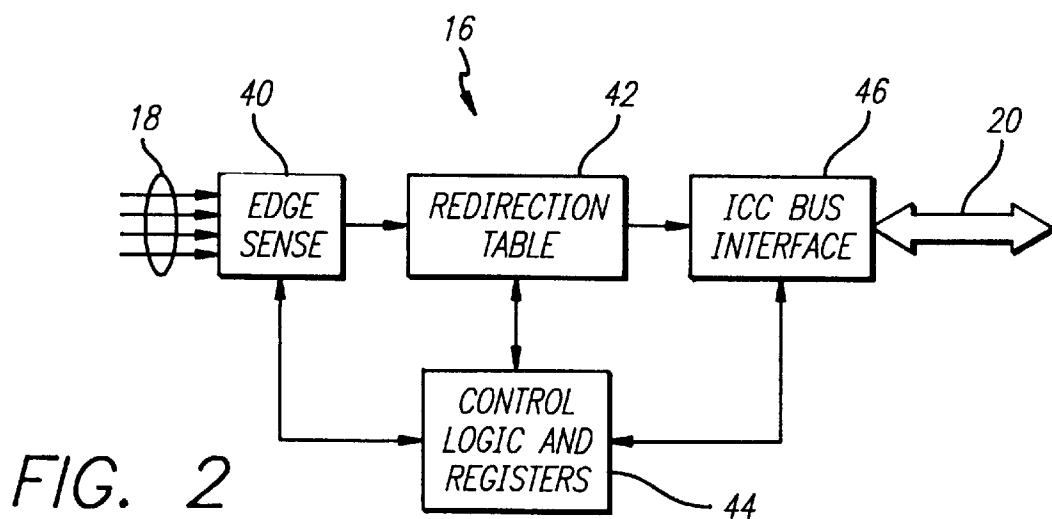 16
40
42
46
18
20
EDGE
SENSE
REDIRECTION
TABLE
ICC BUS
INTERFACE
CONTROL
LOGIC AND
REGISTERS
44
FIG. 2